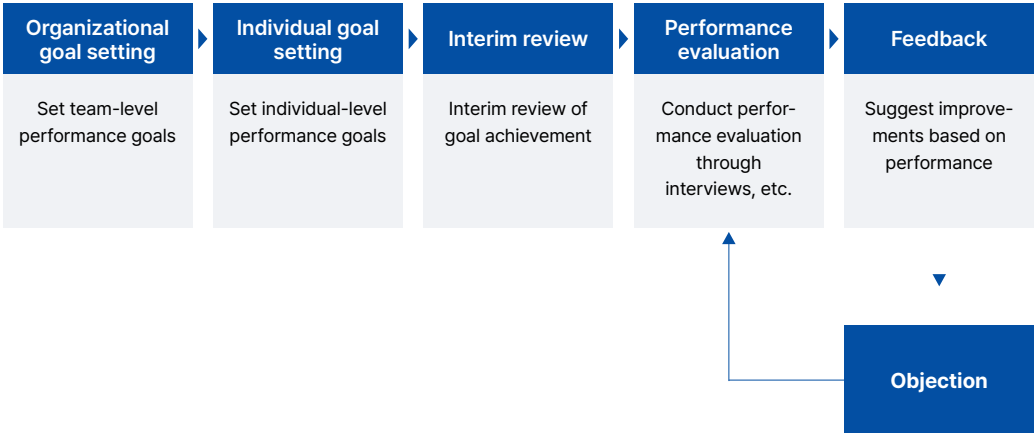 Organizational
goal setting
Individual goal
setting
Interim review
Performance
evaluation
Feedback
Set team-level
performance goals
Set individual-level
performance goals
Interim review of
goal achievement
Conduct perfor-
mance evaluation
through
interviews, etc.
Suggest improve-
ments based on
performance
Objection